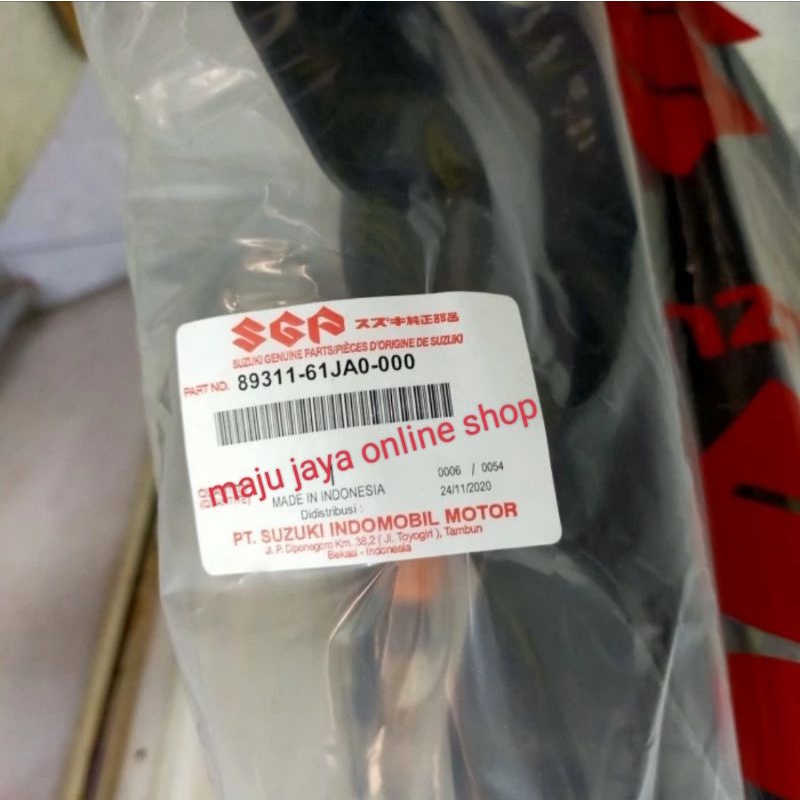 SGP スズキ純正部品
SUZUKI GENUINE PARTS/PIÈCES D'ORIGINE DE SUZUKI
PART NO. 89311-61JA0-000
maju jaya online shop
0006 / 0054
MADE IN INDONESIA 24/11/2020
Didistribusi :
PT. SUZUKI INDOMOBIL MOTOR
Jl. P. Diponegoro Km. 38,2 ( Jl. Toyogiri ), Tambun
Bekasi - Indonesia